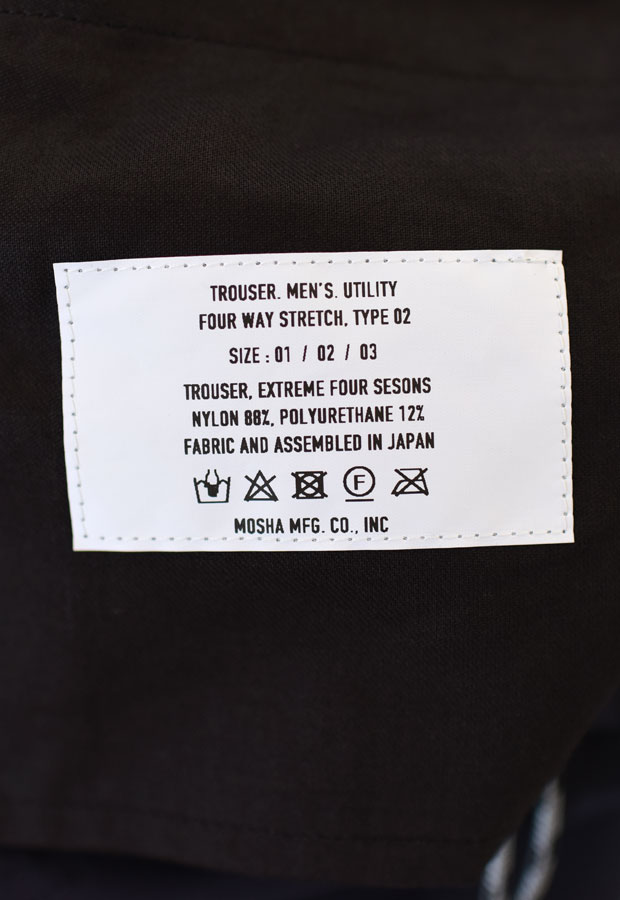 TROUSER. MEN'S. UTILITY
FOUR WAY STRETCH, TYPE 02
SIZE : 01 / 02 / 03
TROUSER, EXTREME FOUR SESONS
NYLON 88%, POLYURETHANE 12%
FABRIC AND ASSEMBLED IN JAPAN
F
MOSHA MFG. CO., INC